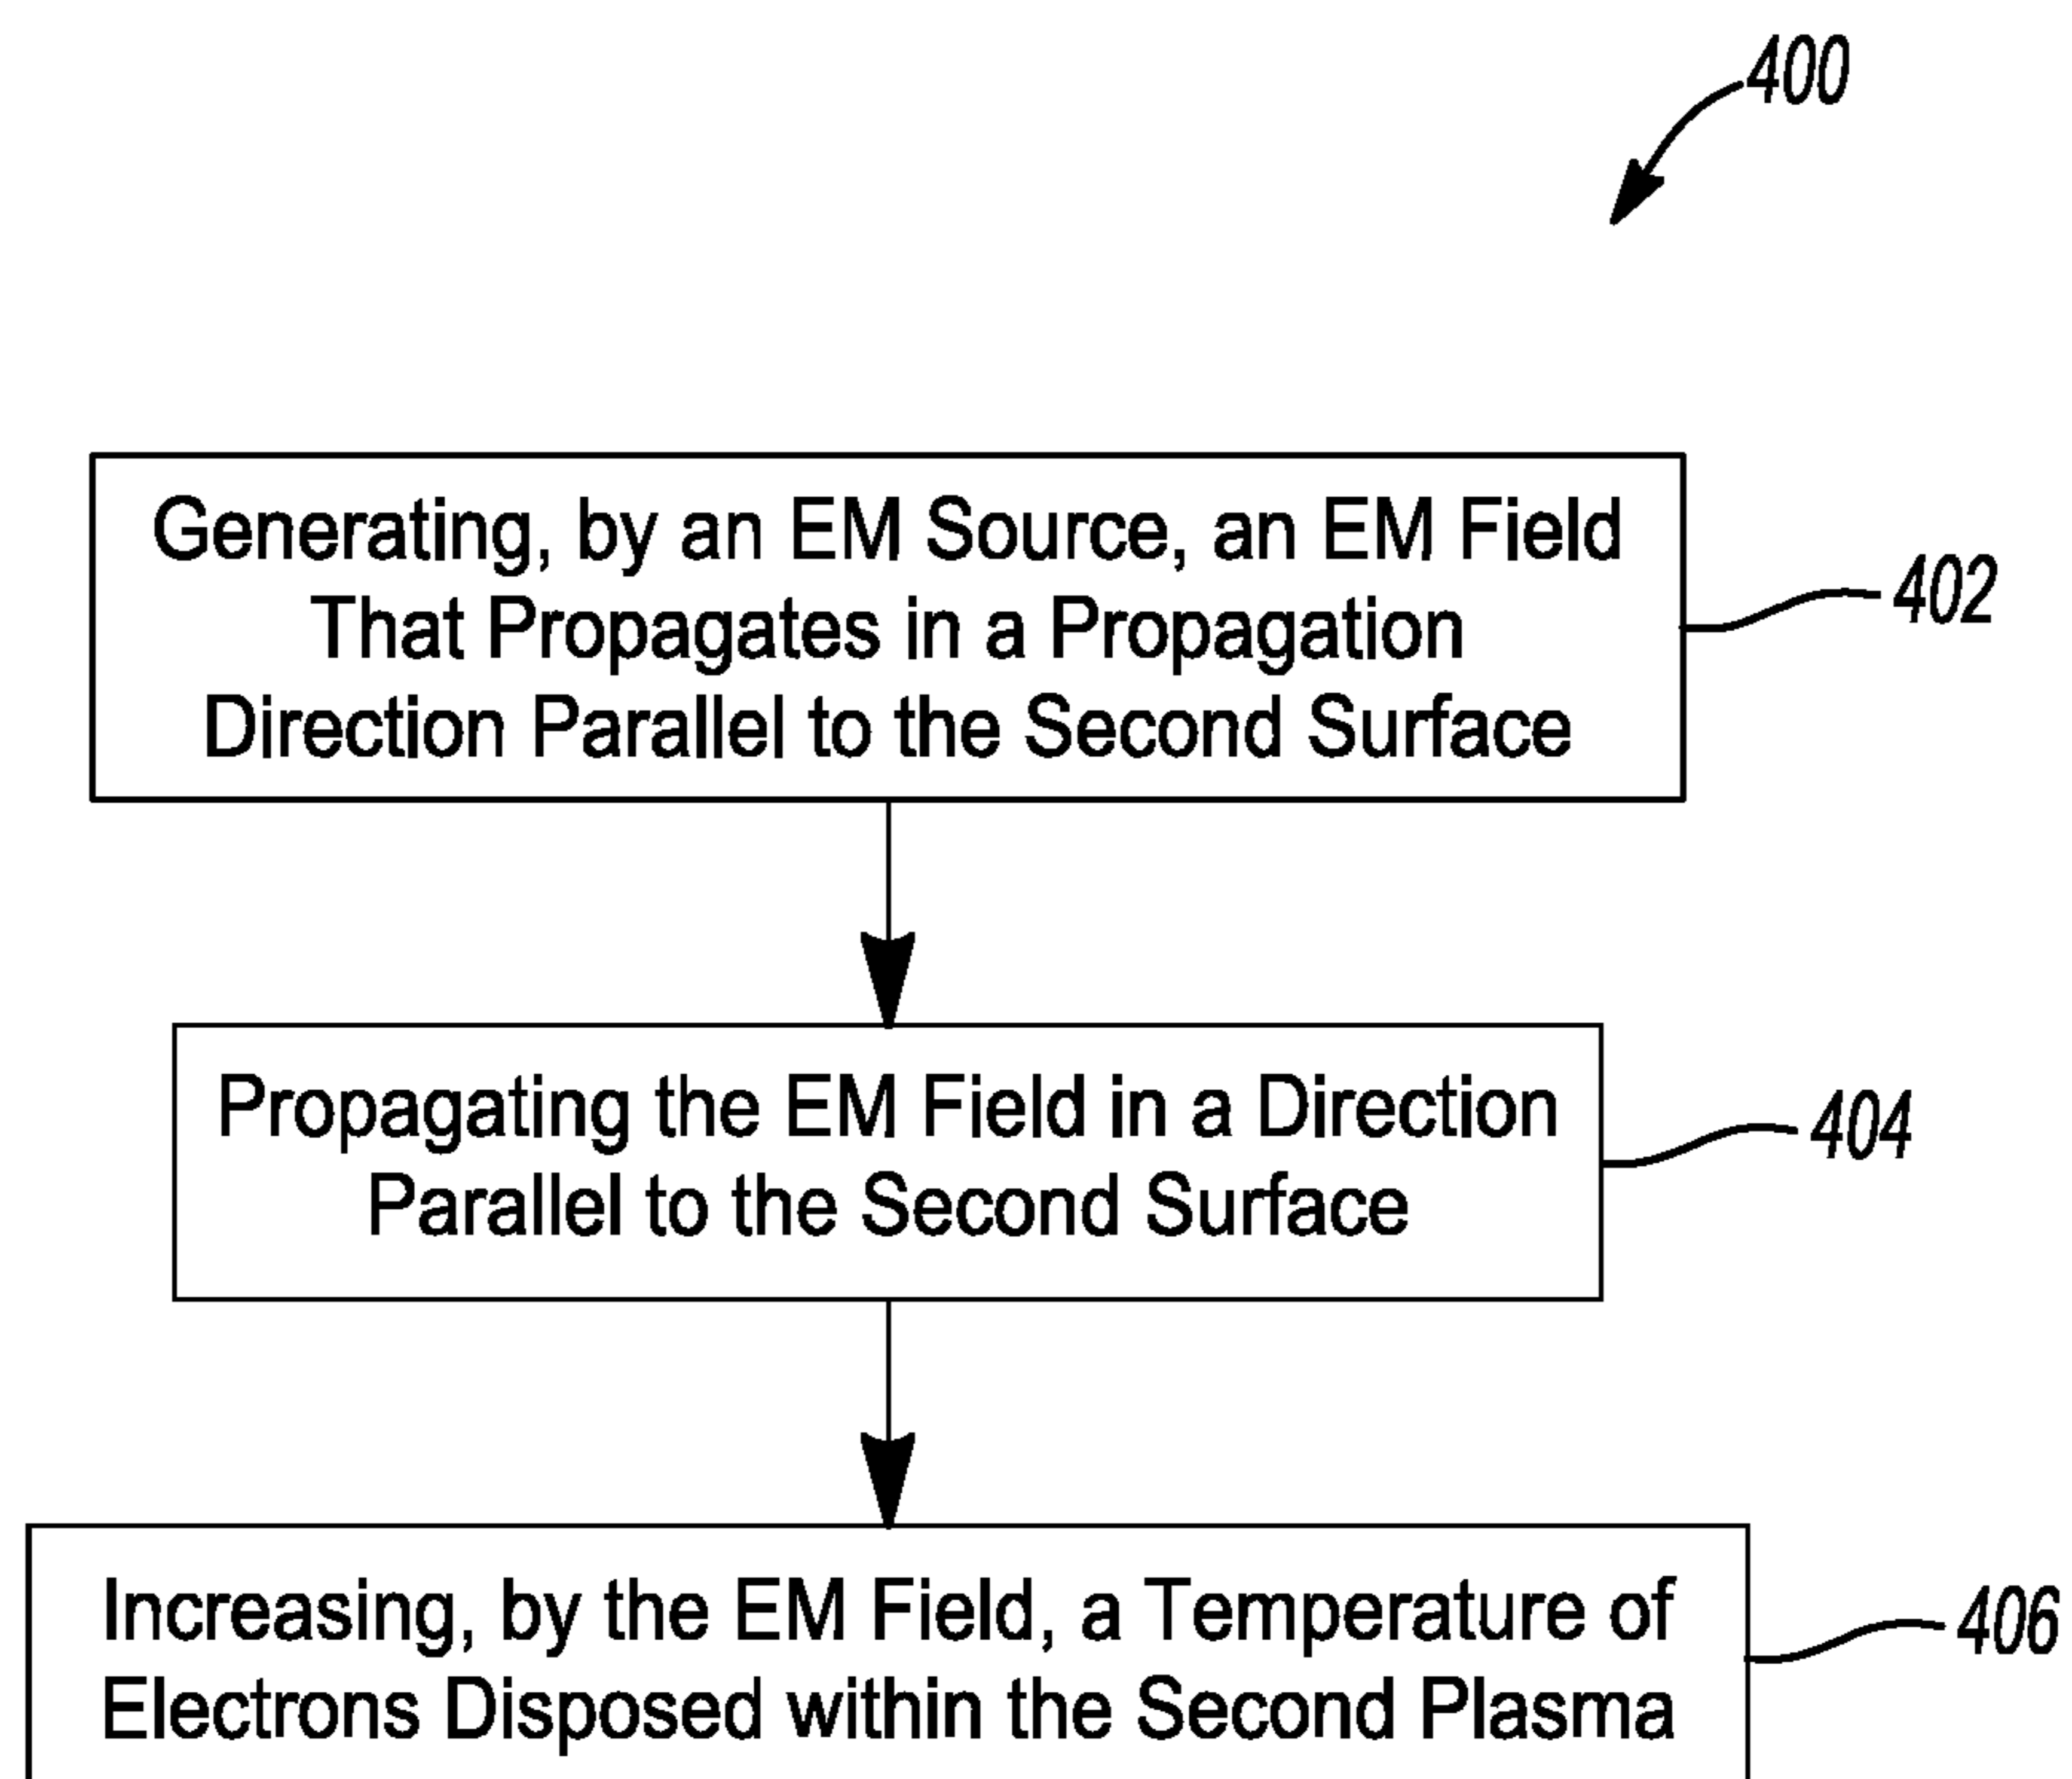 400
Generating, by an EM Source, an EM Field
That Propagates in a Propagation
Direction Parallel to the Second Surface
402
Propagating the EM Field in a Direction
Parallel to the Second Surface
404
Increasing, by the EM Field, a Temperature of
Electrons Disposed within the Second Plasma
406